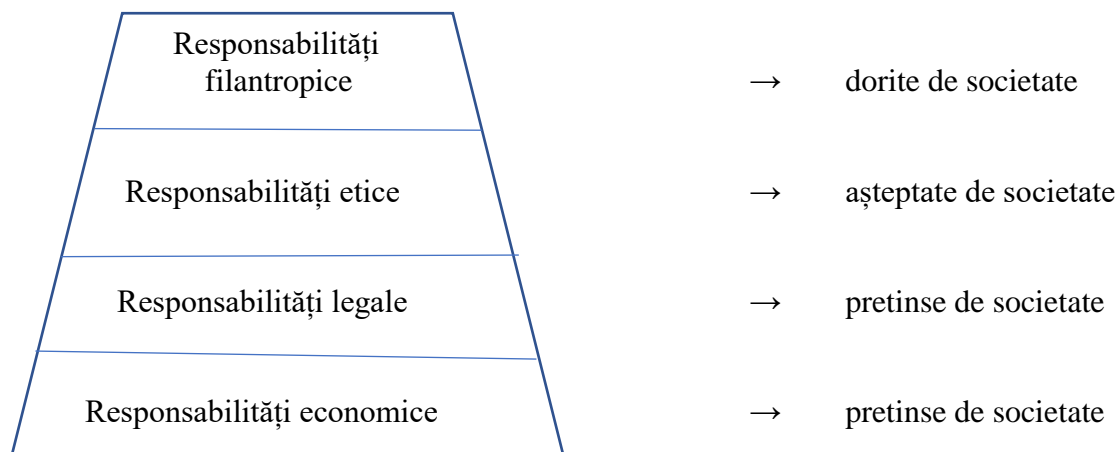 Responsabilități
filantropice → dorite de societate
Responsabilități etice → așteptate de societate
Responsabilități legale → pretinse de societate
Responsabilități economice → pretinse de societate